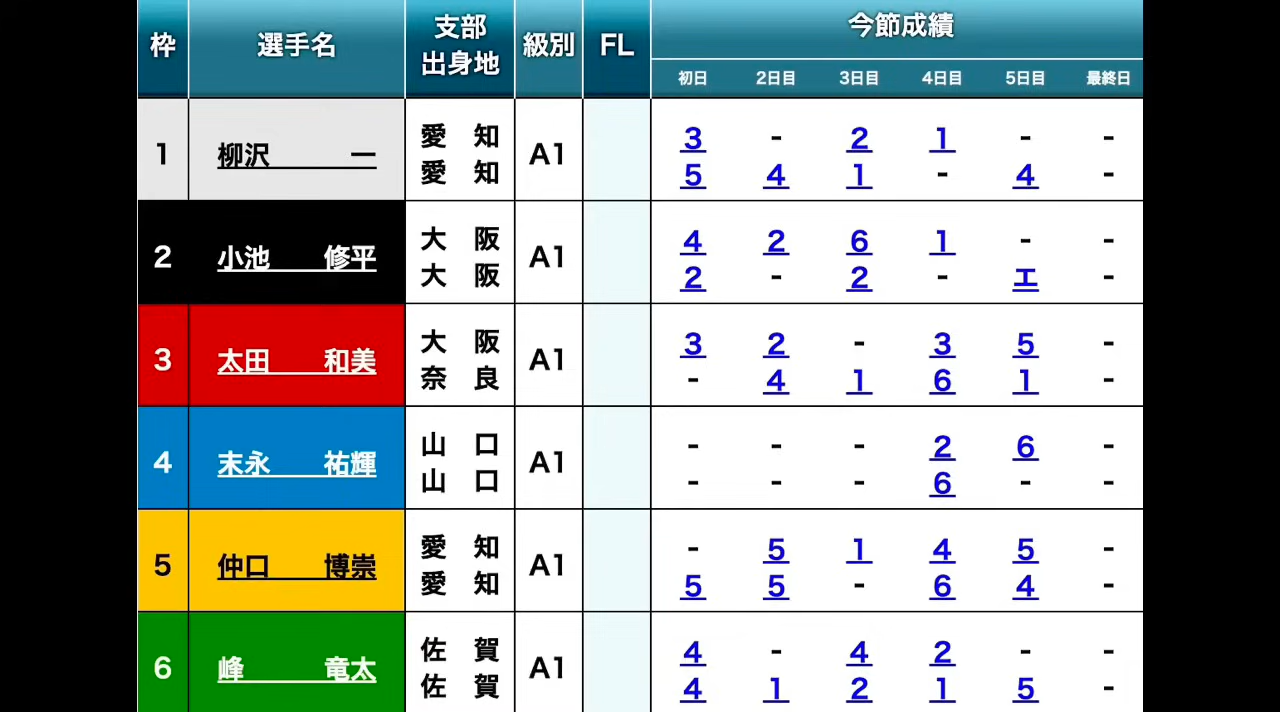 枠 選手名 支部 出身地 級別 FL 今節成績
初日 2日目 3日目 4日目 5日目 最終日
1 柳沢 一 愛 知 A1 3 - 2 1 - -
愛 知 5 4 1 - 4 -
2 小池 修平 大 阪 A1 4 2 6 1 - -
大 阪 2 - 2 - エ -
3 太田 和美 大 阪 A1 3 2 - 3 5 -
奈 良 - 4 1 6 1 -
4 末永 祐輝 山 口 A1 - - - 2 6 -
山 口 - - - 6 - -
5 仲口 博崇 愛 知 A1 - 5 1 4 5 -
愛 知 5 5 - 6 4 -
6 峰 竜太 佐 賀 A1 4 - 4 2 - -
佐 賀 4 1 2 1 5 -